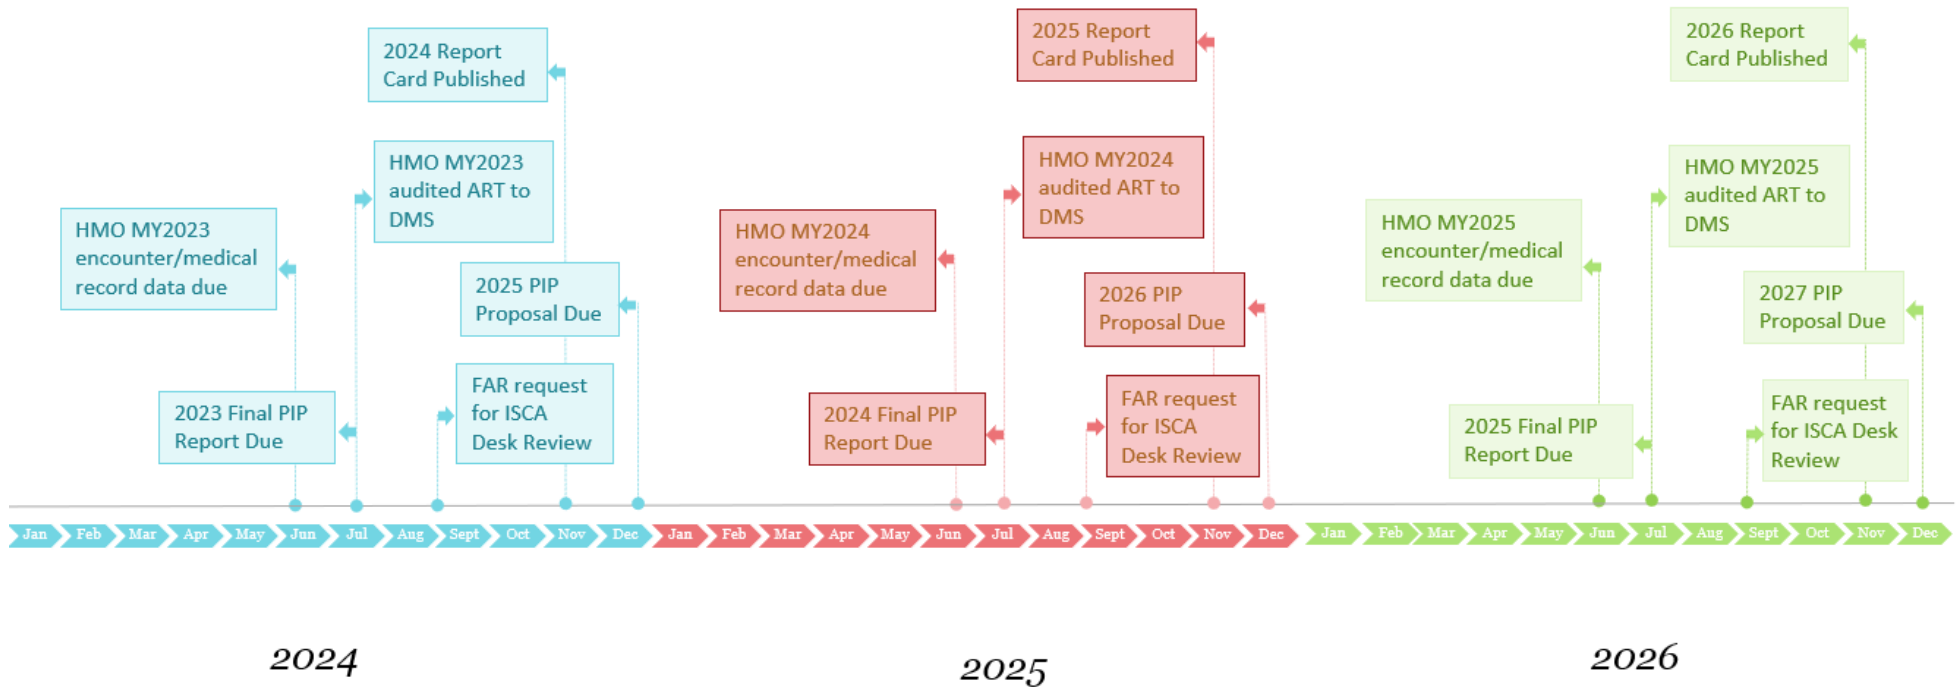 2024 Report
Card Published
HMO MY2023
audited ART to
DMS
HMO MY2023
encounter/medical
record data due
2025 PIP
Proposal Due
FAR request
for ISCA
Desk Review
2023 Final PIP
Report Due
Jan Feb Mar Apr May Jun Jul Aug Sept Oct Nov Dec
2024
2025 Report
Card Published
HMO MY2024
audited ART to
DMS
HMO MY2024
encounter/medical
record data due
2026 PIP
Proposal Due
FAR request
for ISCA
Desk Review
2024 Final PIP
Report Due
Jan Feb Mar Apr May Jun Jul Aug Sept Oct Nov Dec
2025
2026 Report
Card Published
HMO MY2025
audited ART to
DMS
HMO MY2025
encounter/medical
record data due
2027 PIP
Proposal Due
FAR request
for ISCA Desk
Review
2025 Final PIP
Report Due
Jan Feb Mar Apr May Jun Jul Aug Sept Oct Nov Dec
2026